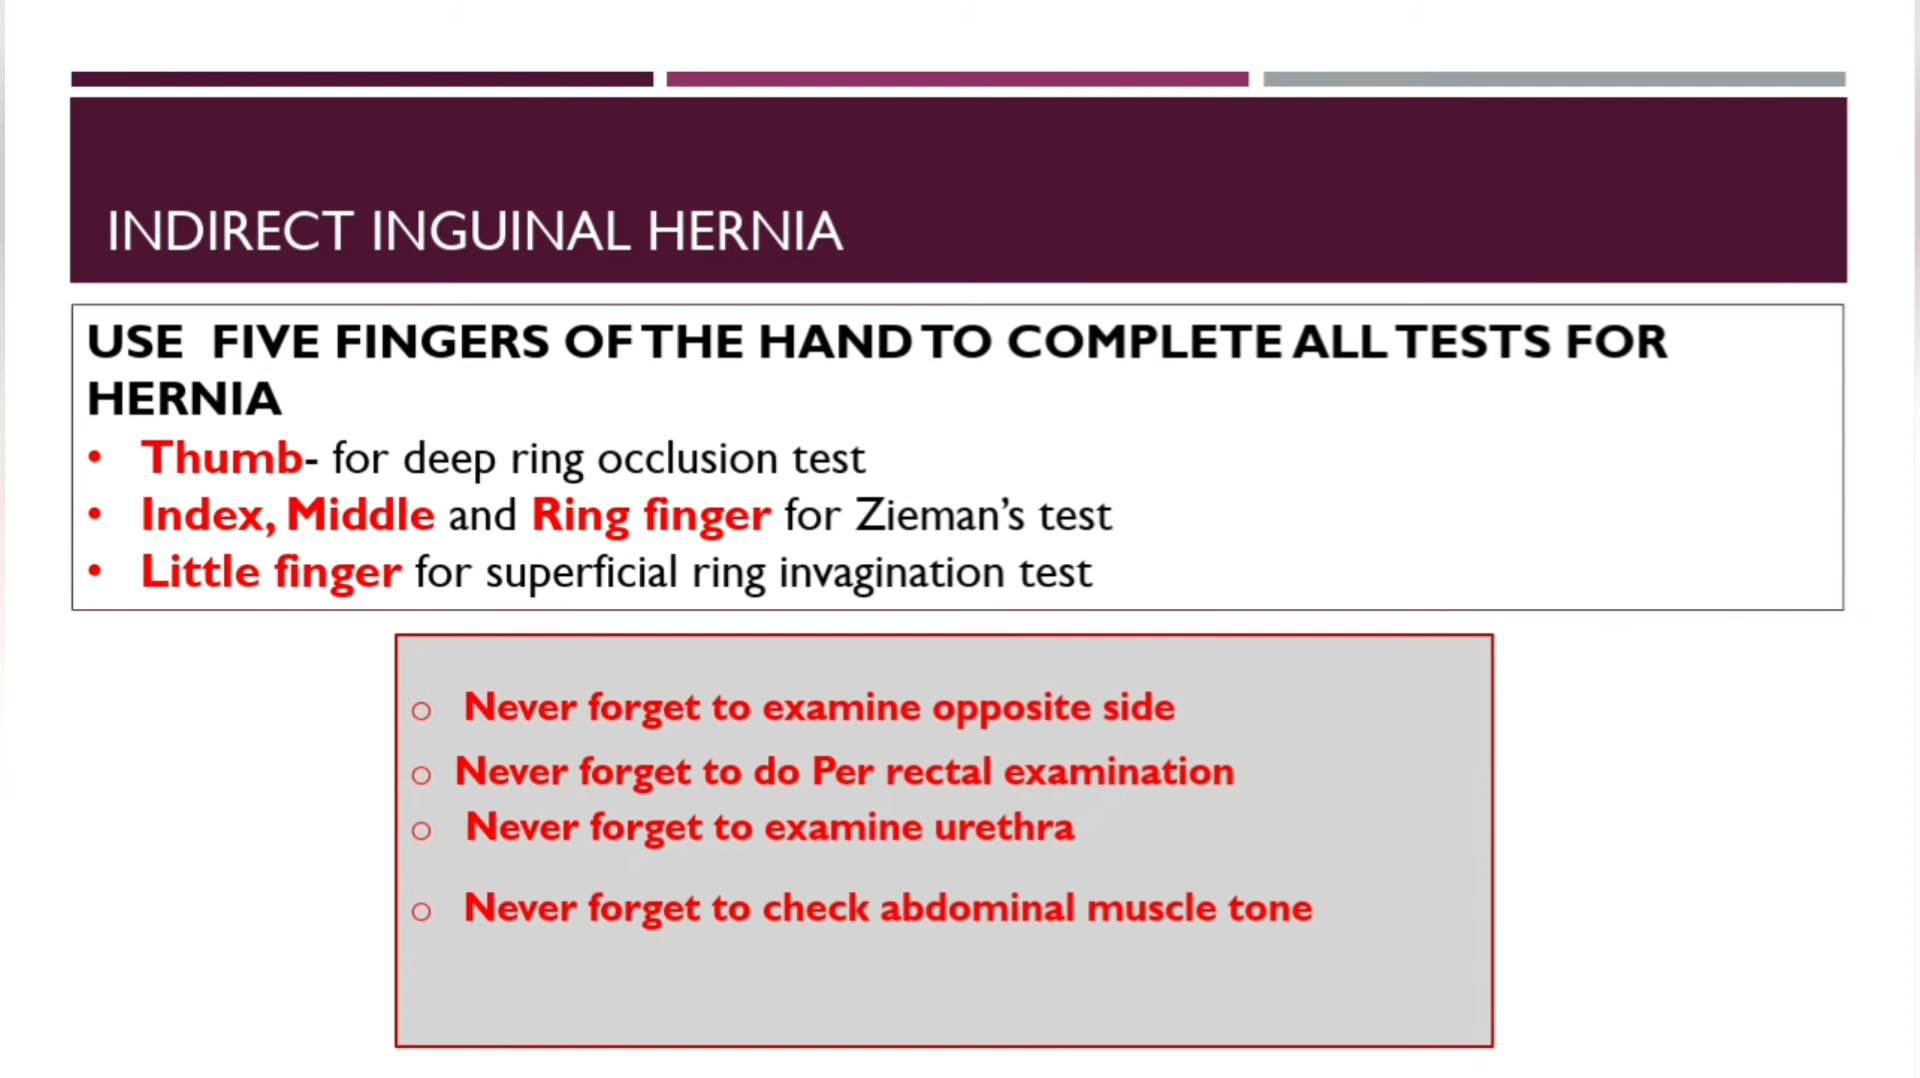 INDIRECT INGUINAL HERNIA
USE FIVE FINGERS OF THE HAND TO COMPLETE ALL TESTS FOR
HERNIA
• Thumb- for deep ring occlusion test
• Index, Middle and Ring finger for Zieman’s test
• Little finger for superficial ring invagination test
o Never forget to examine opposite side
o Never forget to do Per rectal examination
o Never forget to examine urethra
o Never forget to check abdominal muscle tone